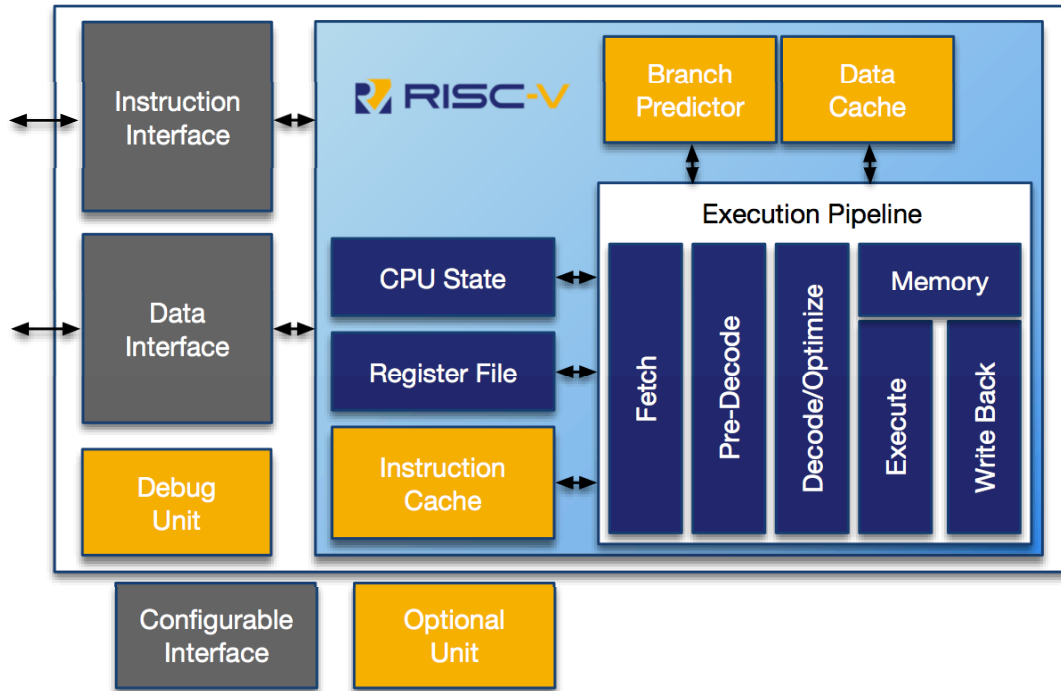 Instruction
Interface
Data
Interface
Debug
Unit
RISC-V
Branch
Predictor
Data
Cache
CPU State
Register File
Instruction
Cache
Execution Pipeline
Fetch
Pre-Decode
Decode/Optimize
Memory
Execute
Write Back
Configurable
Interface
Optional
Unit